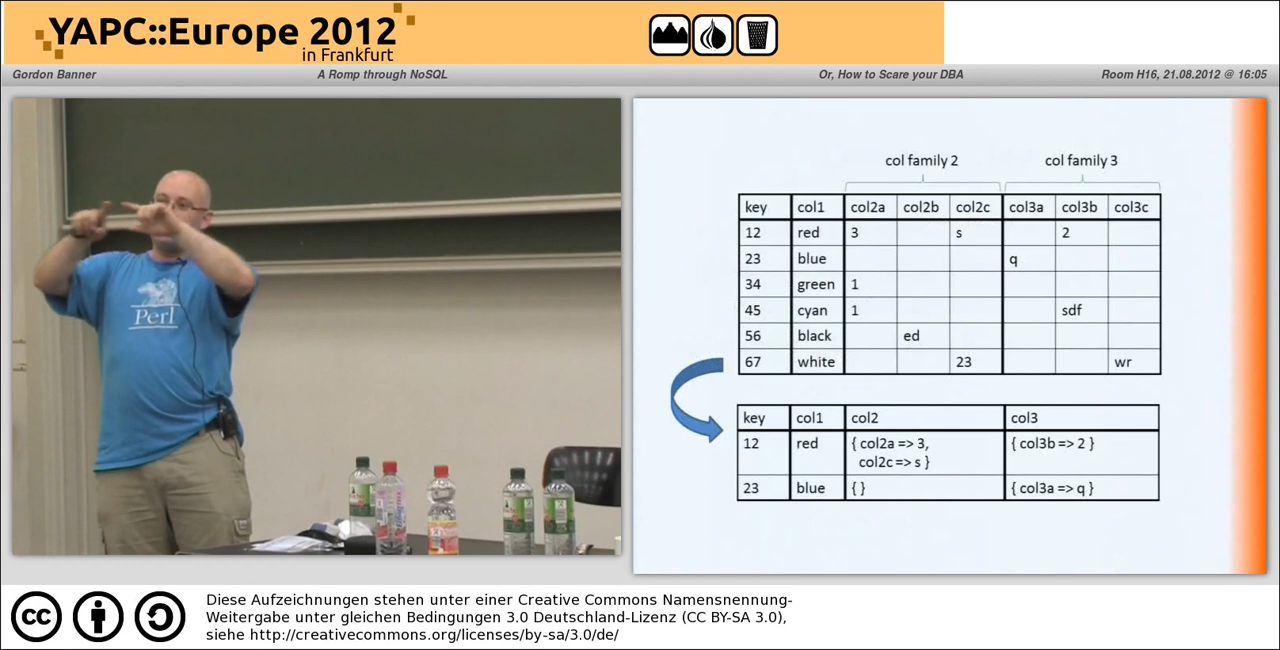 YAPC::Europe 2012
in Frankfurt
Gordon Banner A Romp through NoSQL Or, How to Scare your DBA Room H16, 21.08.2012 @ 16:05
Perl
col family 2 col family 3
key col1 col2a col2b col2c col3a col3b col3c
12 red 3 s 2
23 blue q
34 green 1
45 cyan 1 sdf
56 black ed
67 white 23 wr
key col1 col2 col3
12 red { col2a => 3, { col3b => 2 }
col2c => s }
23 blue { } { col3a => q }
cc
Diese Aufzeichnungen stehen unter einer Creative Commons Namensnennung-
Weitergabe unter gleichen Bedingungen 3.0 Deutschland-Lizenz (CC BY-SA 3.0),
siehe http://creativecommons.org/licenses/by-sa/3.0/de/